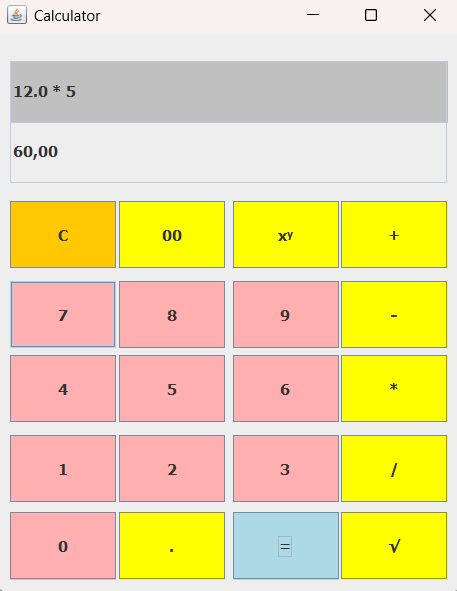 Calculator
12.0 * 5
60,00
C 00 xʸ +
7 8 9 -
4 5 6 *
1 2 3 /
0 . = √